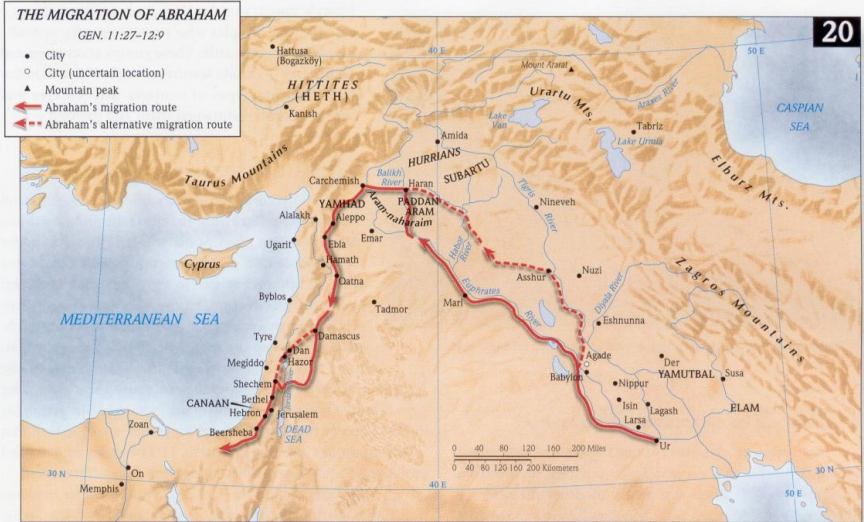 THE MIGRATION OF ABRAHAM
GEN. 11:27–12:9
City
City (uncertain location)
Mountain peak
Abraham's migration route
Abraham's alternative migration route
20
40 E
50 E
Hattusa
(Bogazköy)
HITTITES
(HETH)
Kanish
Mount Ararat
Urartu Mts.
Araxes River
CASPIAN
SEA
Lake
Van
Tabriz
Lake Urmia
Amida
Taurus Mountains
HURRIANS
SUBARTU
Elburz Mts.
Carchemish
Balikh
River
Haran
PADDAN
ARAM
Aram-naharaim
Tigris
River
Nineveh
YAMHAD
Alalakh
Aleppo
Ugarit
Ebla
Emar
Habor
River
Cyprus
Hamath
Qatna
Asshur
Nuzi
Zagros Mountains
Byblos
Tadmor
Mari
Euphrates
River
Diyala River
MEDITERRANEAN SEA
Eshnunna
Tyre
Damascus
Dan
Hazor
Megiddo
Agade
Der
Babylon
YAMUTBAL
Susa
Shechem
Jordan River
Nippur
CANAAN
Bethel
Isin
Lagash
ELAM
Hebron
Jerusalem
Larsa
Zoan
Beersheba
DEAD
SEA
Ur
0 40 80 120 160 200 Miles
0 40 80 120 160 200 Kilometers
30 N
On
30 N
Memphis
40 E
50 E